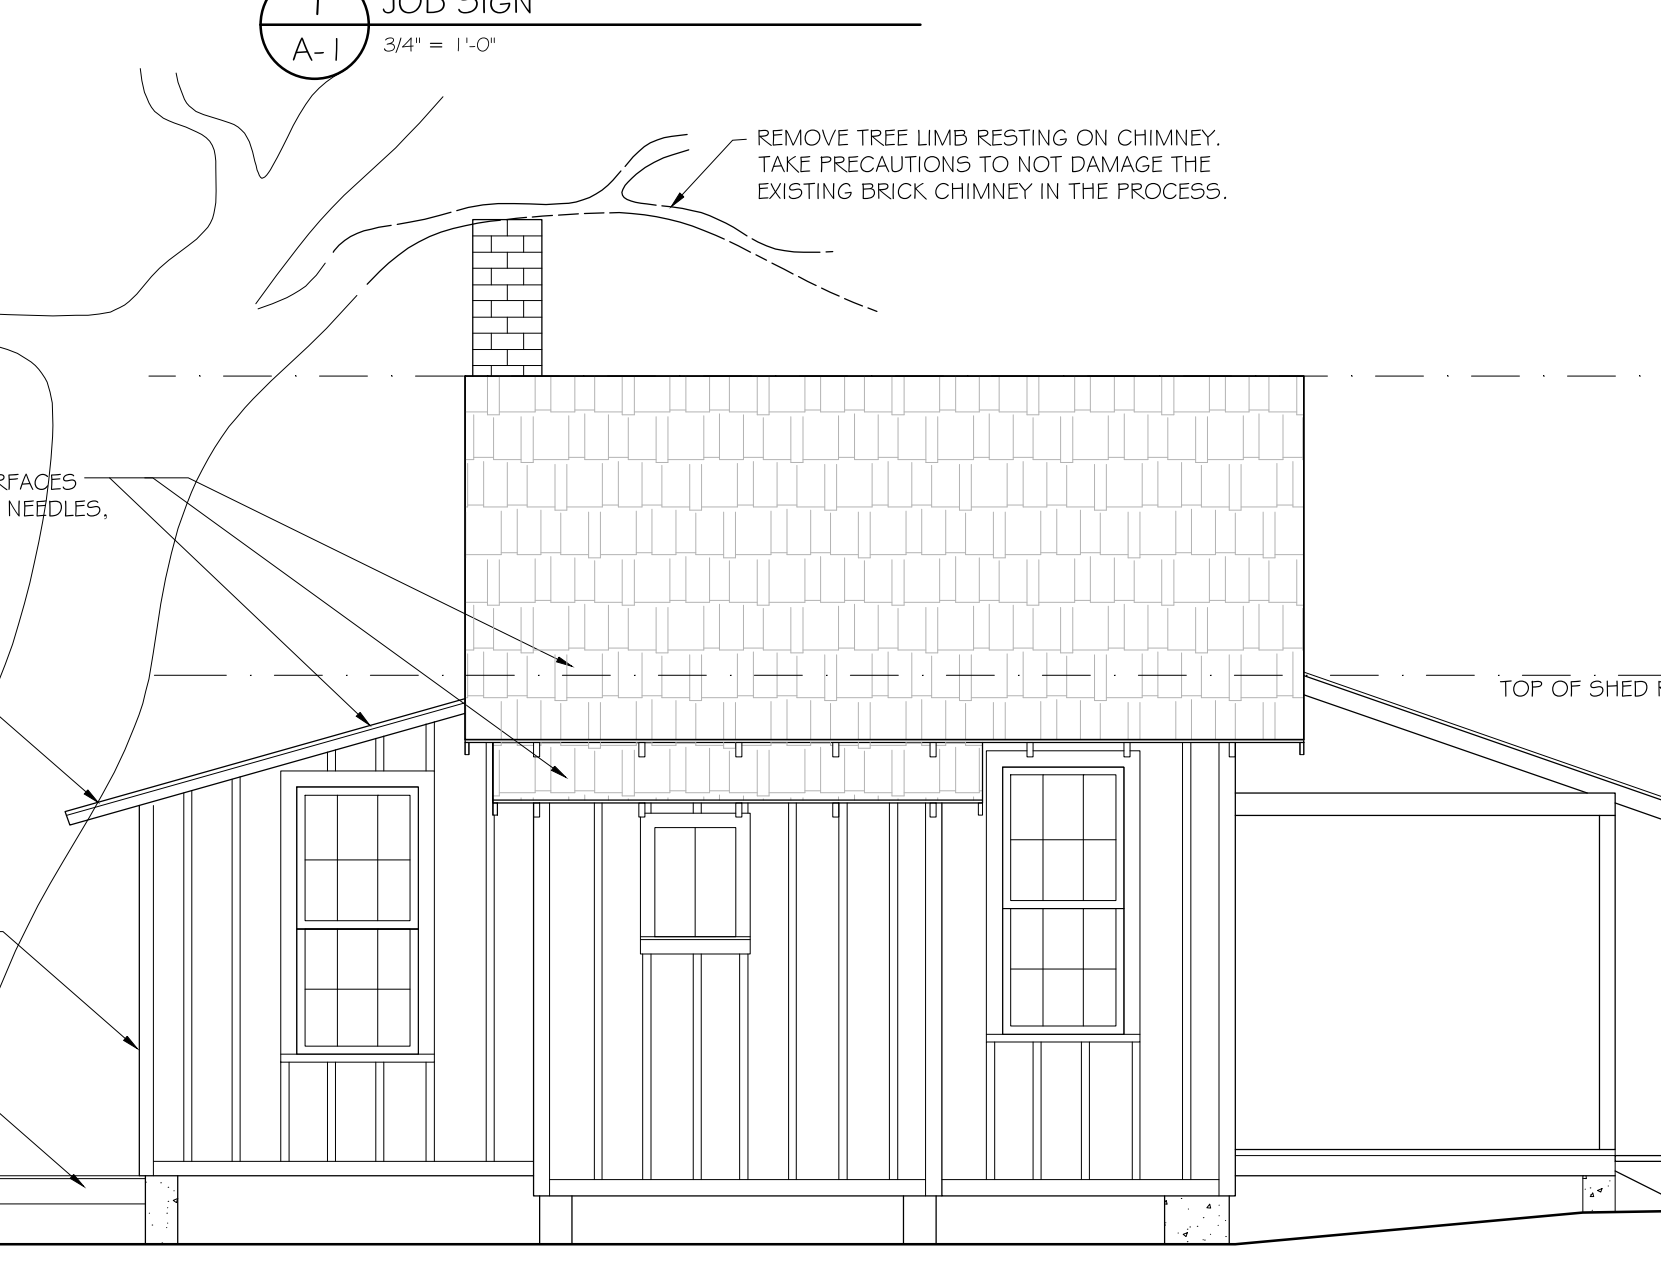 1 JOB SIGN
A-1 3/4" = 1'-0"
REMOVE TREE LIMB RESTING ON CHIMNEY.
TAKE PRECAUTIONS TO NOT DAMAGE THE
EXISTING BRICK CHIMNEY IN THE PROCESS.
NEEDLES,
TOP OF SHED